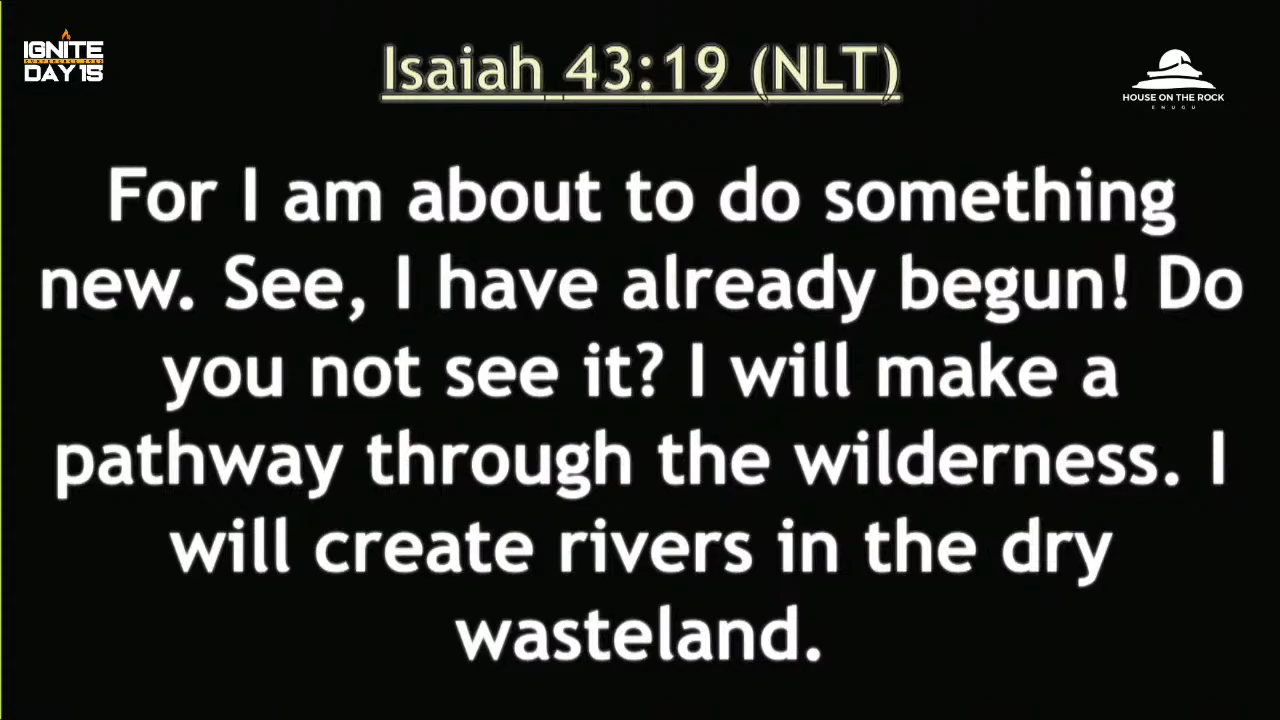 IGNITE
DAY 15
Isaiah 43:19 (NLT)
HOUSE ON THE ROCK
ENUGU
For I am about to do something
new. See, I have already begun! Do
you not see it? I will make a
pathway through the wilderness. I
will create rivers in the dry
wasteland.